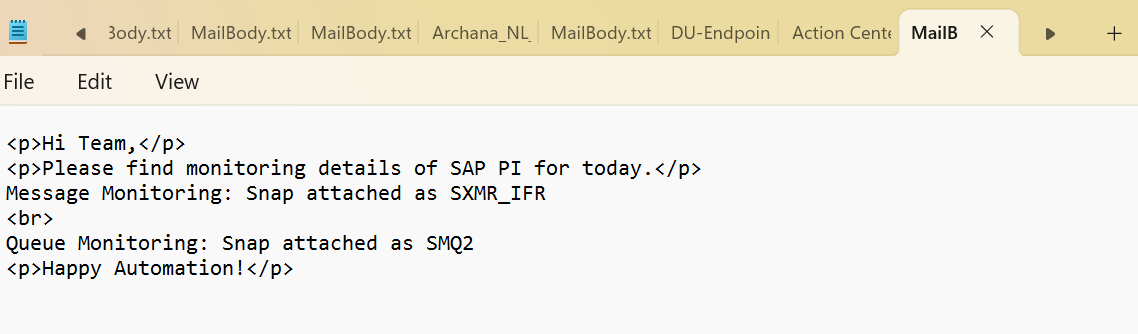 Body.txt MailBody.txt MailBody.txt Archana_NL_ MailBody.txt DU-Endpoin Action Cente MailB
File Edit View
<p>Hi Team,</p>
<p>Please find monitoring details of SAP PI for today.</p>
Message Monitoring: Snap attached as SXMR_IFR
<br>
Queue Monitoring: Snap attached as SMQ2
<p>Happy Automation!</p>